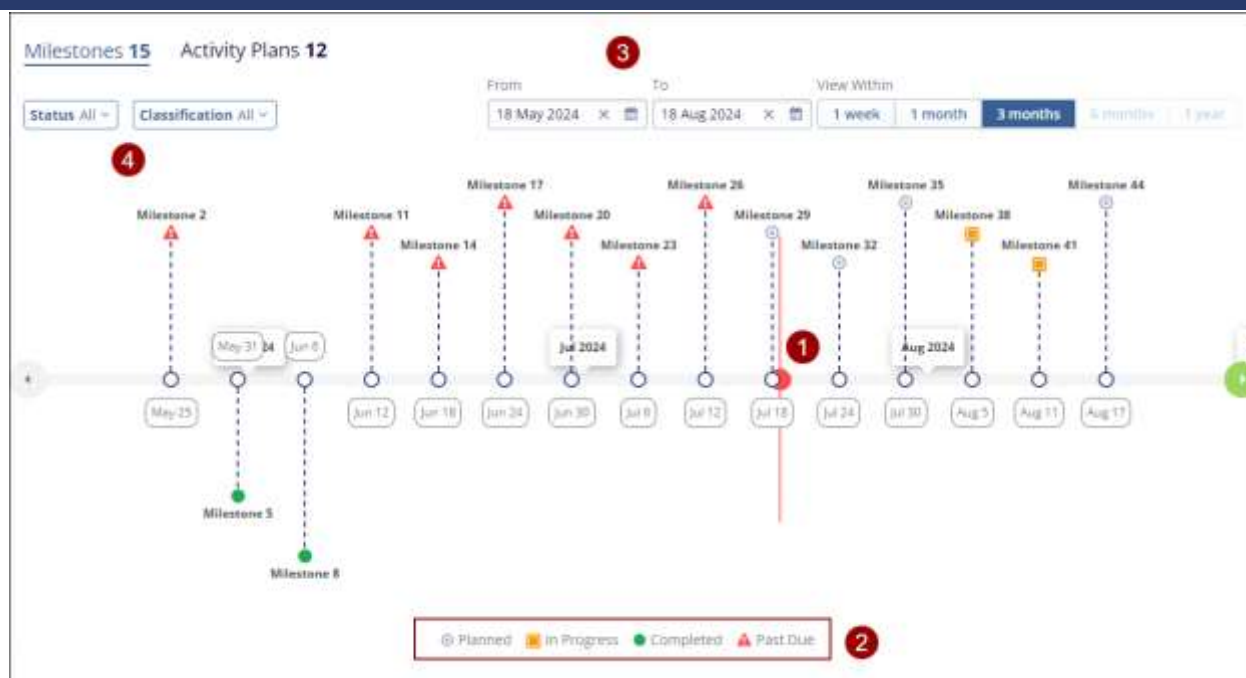 Milestones 15 Activity Plans 12
3
From To View Within
Status All Classification All 18 May 2024 18 Aug 2024 1 week 1 month 3 months 6 months 1 year
4
Milestone 17 Milestone 26 Milestone 35 Milestone 44
Milestone 2 Milestone 11 Milestone 20 Milestone 29 Milestone 38
Milestone 14 Milestone 23 Milestone 32 Milestone 41
1
May 31 24 Jun 6 Jul 2024 Aug 2024
May 25 Jun 12 Jun 18 Jun 24 Jun 30 Jul 6 Jul 12 Jul 18 Jul 24 Jul 30 Aug 5 Aug 11 Aug 17
Milestone 5
Milestone 8
Planned In Progress Completed Past Due 2